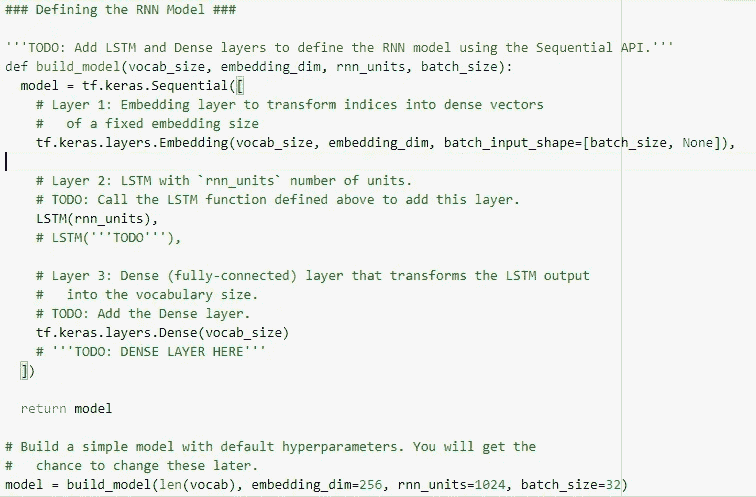 ### Defining the RNN Model ###
'''TODO: Add LSTM and Dense layers to define the RNN model using the Sequential API.'''
def build_model(vocab_size, embedding_dim, rnn_units, batch_size):
  model = tf.keras.Sequential([
    # Layer 1: Embedding layer to transform indices into dense vectors
    #   of a fixed embedding size
    tf.keras.layers.Embedding(vocab_size, embedding_dim, batch_input_shape=[batch_size, None]),
    # Layer 2: LSTM with `rnn_units` number of units.
    # TODO: Call the LSTM function defined above to add this layer.
    LSTM(rnn_units),
    # LSTM('''TODO'''),
    # Layer 3: Dense (fully-connected) layer that transforms the LSTM output
    #   into the vocabulary size.
    # TODO: Add the Dense layer.
    tf.keras.layers.Dense(vocab_size)
    # '''TODO: DENSE LAYER HERE'''
  ])
  return model
# Build a simple model with default hyperparameters. You will get the
#   chance to change these later.
model = build_model(len(vocab), embedding_dim=256, rnn_units=1024, batch_size=32)